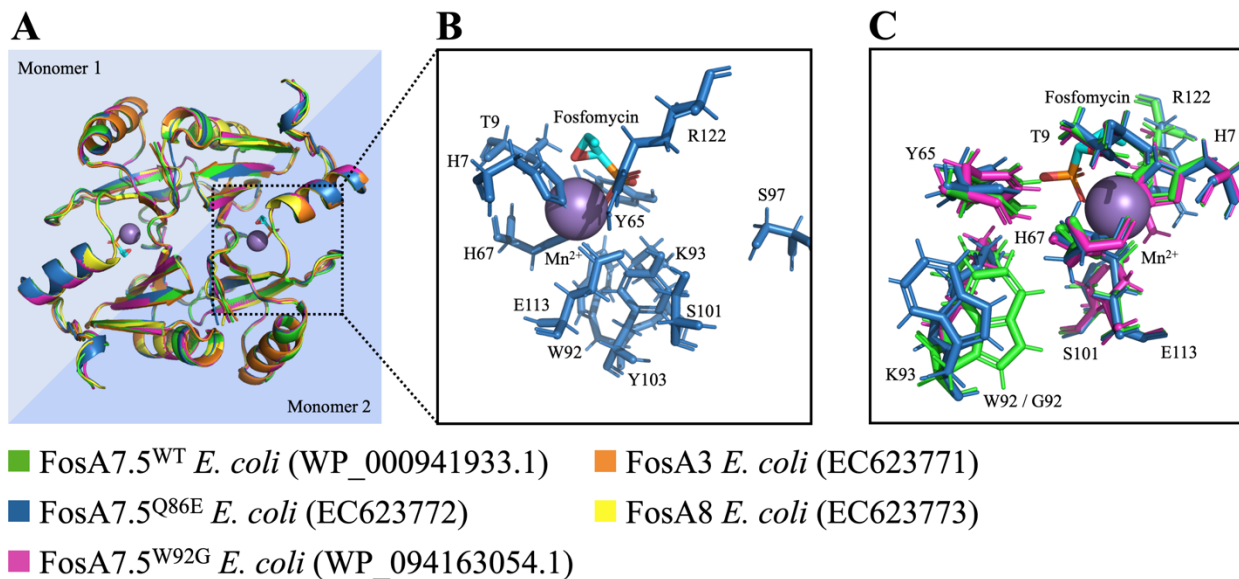 A
B
C
Monomer 1
Monomer 2
Fosfomycin
R122
T9
H7
S97
Y65
H67
Mn²⁺
K93
E113
S101
W92
Y103
Fosfomycin
R122
T9
H7
Y65
H67
Mn²⁺
S101
E113
K93
W92 / G92
FosA7.5ᵂᵀ E. coli (WP_000941933.1)
FosA3 E. coli (EC623771)
FosA7.5Q86E E. coli (EC623772)
FosA8 E. coli (EC623773)
FosA7.5W92G E. coli (WP_094163054.1)